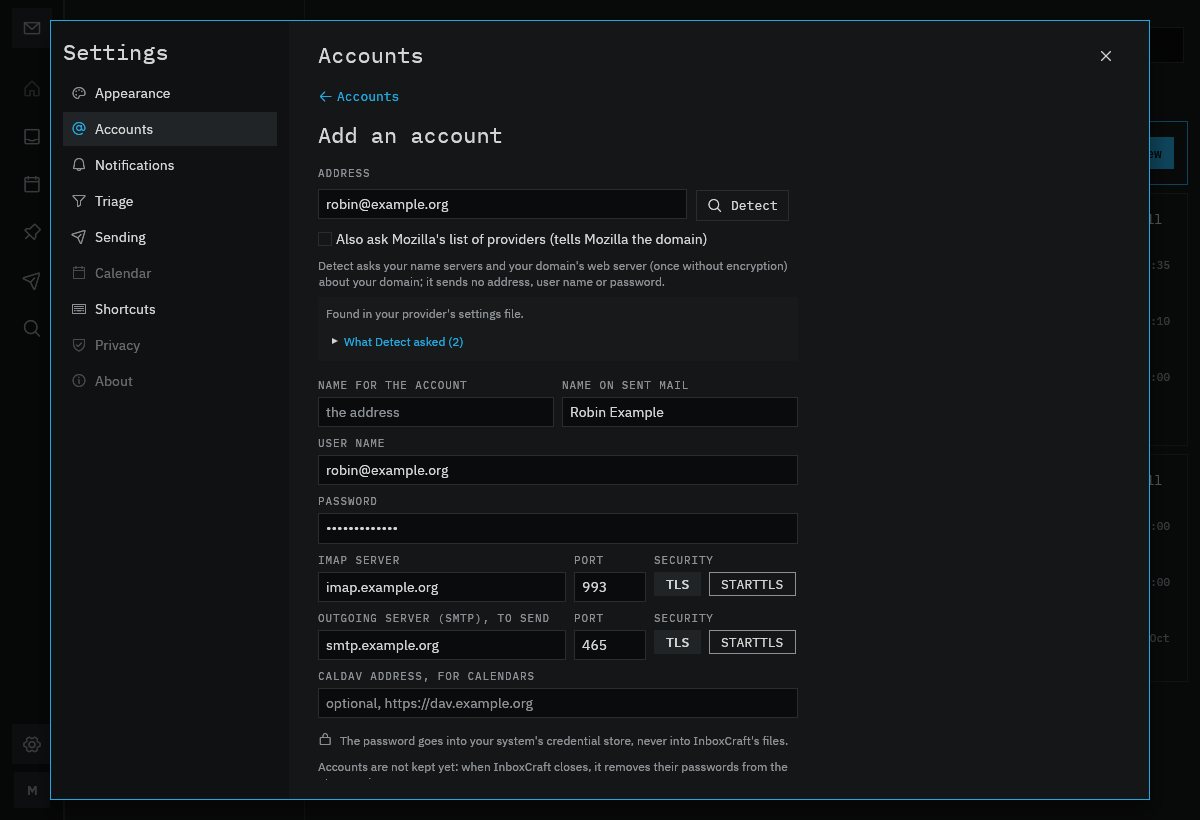 Settings
Appearance
Accounts
Notifications
Triage
Sending
Calendar
Shortcuts
Privacy
About
M
Accounts
← Accounts
Add an account
ADDRESS
robin@example.org
Detect
Also ask Mozilla's list of providers (tells Mozilla the domain)
Detect asks your name servers and your domain's web server (once without encryption)
about your domain; it sends no address, user name or password.
Found in your provider's settings file.
What Detect asked (2)
NAME FOR THE ACCOUNT NAME ON SENT MAIL
the address Robin Example
USER NAME
robin@example.org
PASSWORD
•••••••••••••
IMAP SERVER PORT SECURITY
imap.example.org 993 TLS STARTTLS
OUTGOING SERVER (SMTP), TO SEND PORT SECURITY
smtp.example.org 465 TLS STARTTLS
CALDAV ADDRESS, FOR CALENDARS
optional, https://dav.example.org
The password goes into your system's credential store, never into InboxCraft's files.
Accounts are not kept yet: when InboxCraft closes, it removes their passwords from the
:35
:10
:00
:00
:00
Oct